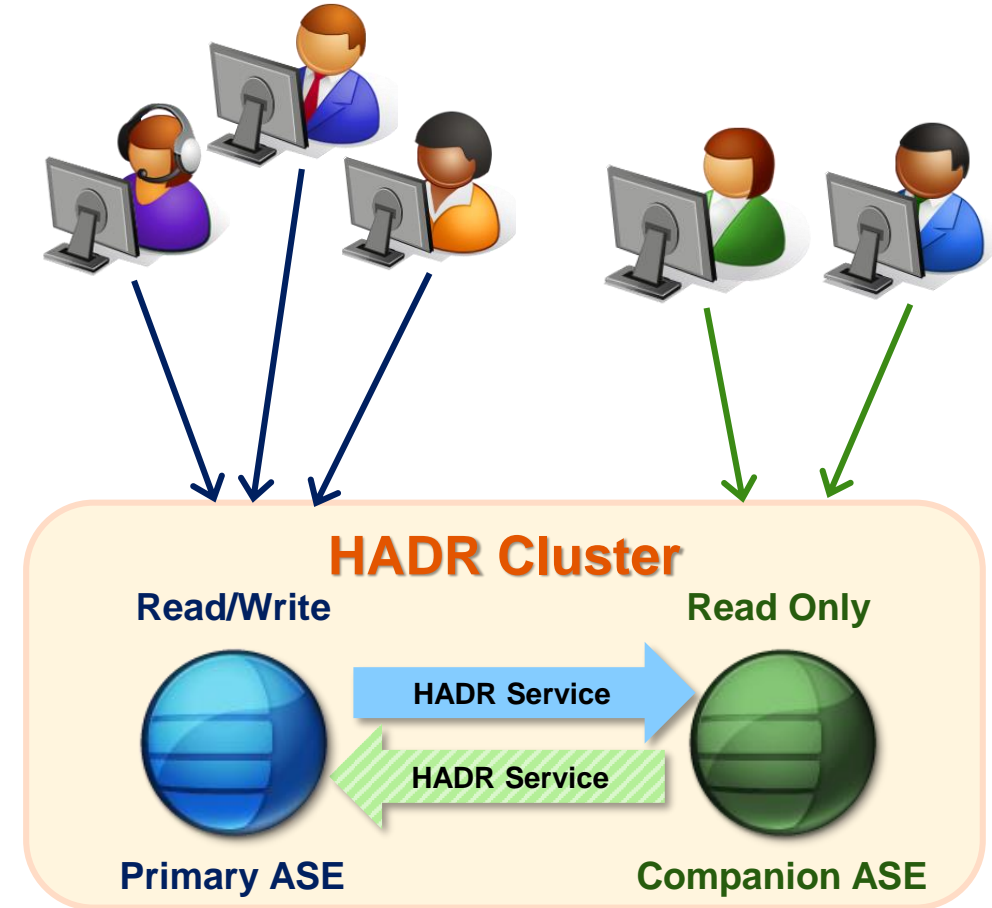 HADR Cluster
Read/Write
Read Only
HADR Service
HADR Service
Primary ASE
Companion ASE